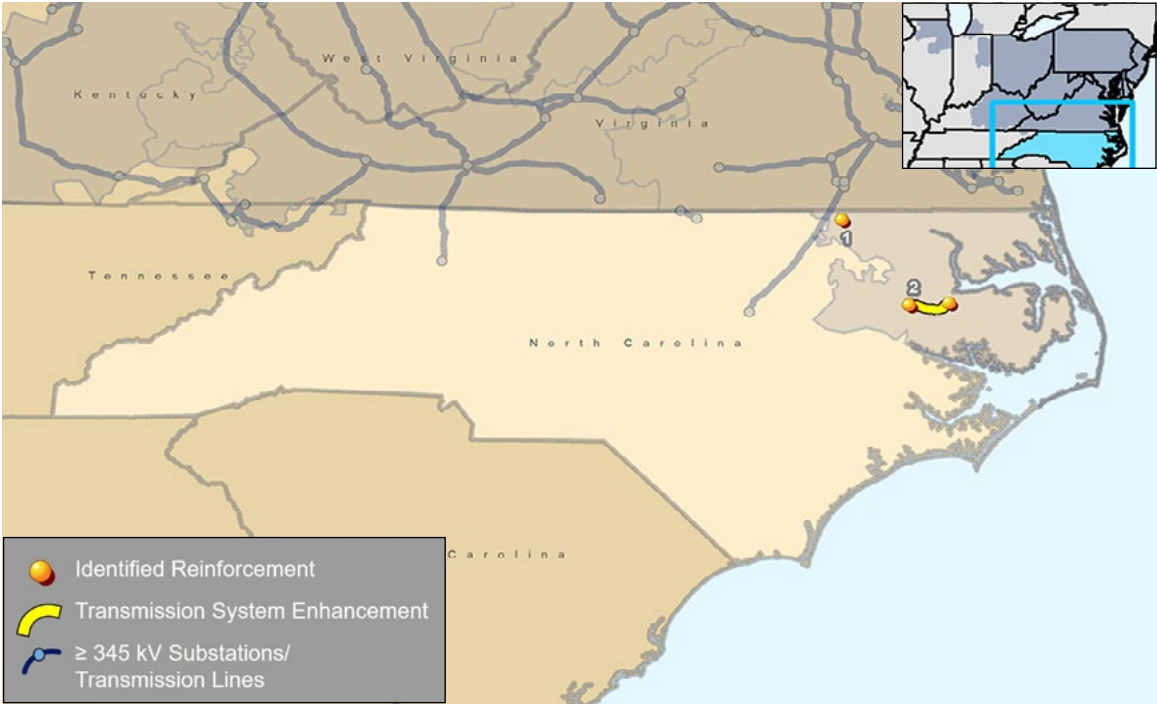 West Virginia
Kentucky
Virginia
1
Tennessee
2
North Carolina
Carolina
Identified Reinforcement
Transmission System Enhancement
≥ 345 kV Substations/
Transmission Lines